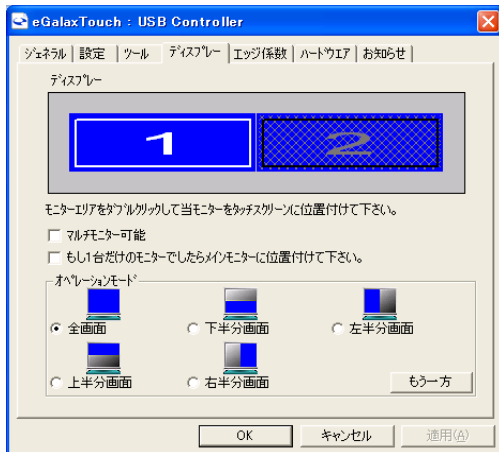 eGalaxTouch : USB Controller
ジェネラル 設定 ツール ディスプレー エッジ係数 ハードウエア お知らせ
ディスプレー
1 2
モニターエリアをダブルクリックして当モニターをタッチスクリーンに位置付けて下さい。
マルチモニター可能
もし1台だけのモニターでしたらメインモニターに位置付けて下さい。
オペレーションモード
全画面 下半分画面 左半分画面
上半分画面 右半分画面 もう一方
OK キャンセル 適用(A)